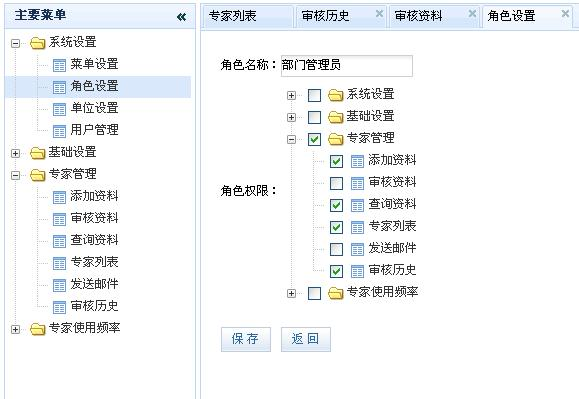 主要菜单
系统设置
菜单设置
角色设置
单位设置
用户管理
基础设置
专家管理
添加资料
审核资料
查询资料
专家列表
发送邮件
审核历史
专家使用频率
专家列表 审核历史 审核资料 角色设置
角色名称： 部门管理员
角色权限：
系统设置
基础设置
专家管理
添加资料
审核资料
查询资料
专家列表
发送邮件
审核历史
专家使用频率
保存 返回